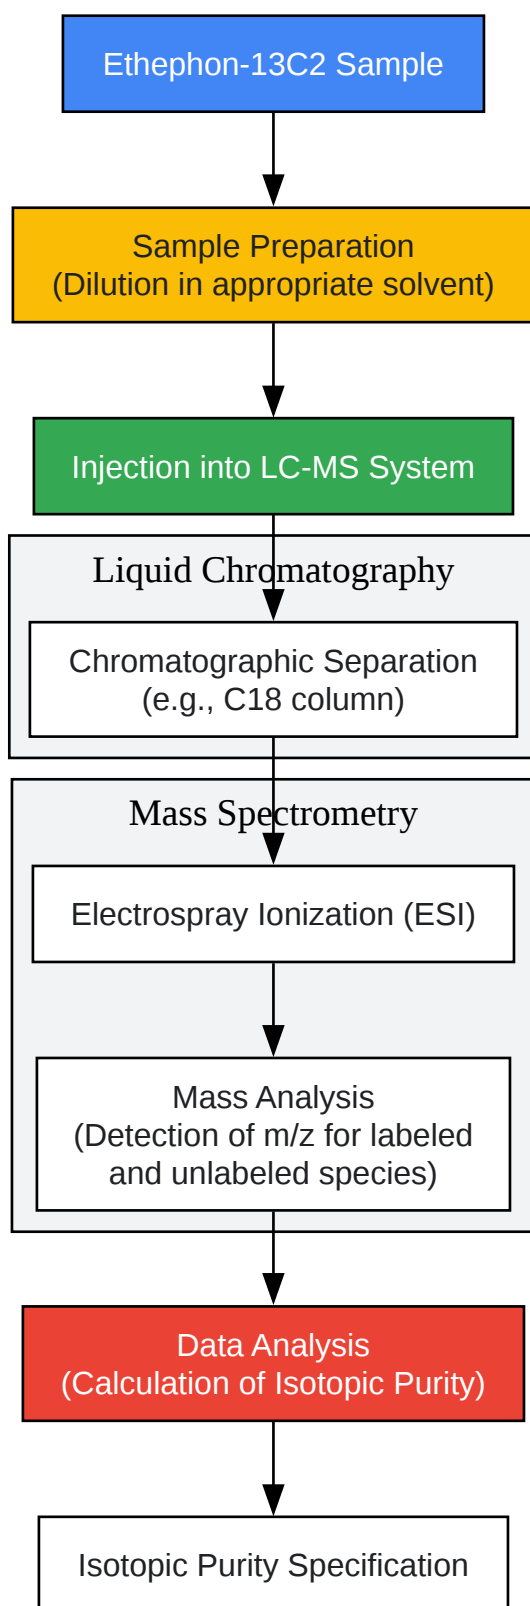 Ethephon-13C2 Sample
Sample Preparation
(Dilution in appropriate solvent)
Injection into LC-MS System
Liquid Chromatography
Chromatographic Separation
(e.g., C18 column)
Mass Spectrometry
Electrospray Ionization (ESI)
Mass Analysis
(Detection of m/z for labeled
and unlabeled species)
Data Analysis
(Calculation of Isotopic Purity)
Isotopic Purity Specification